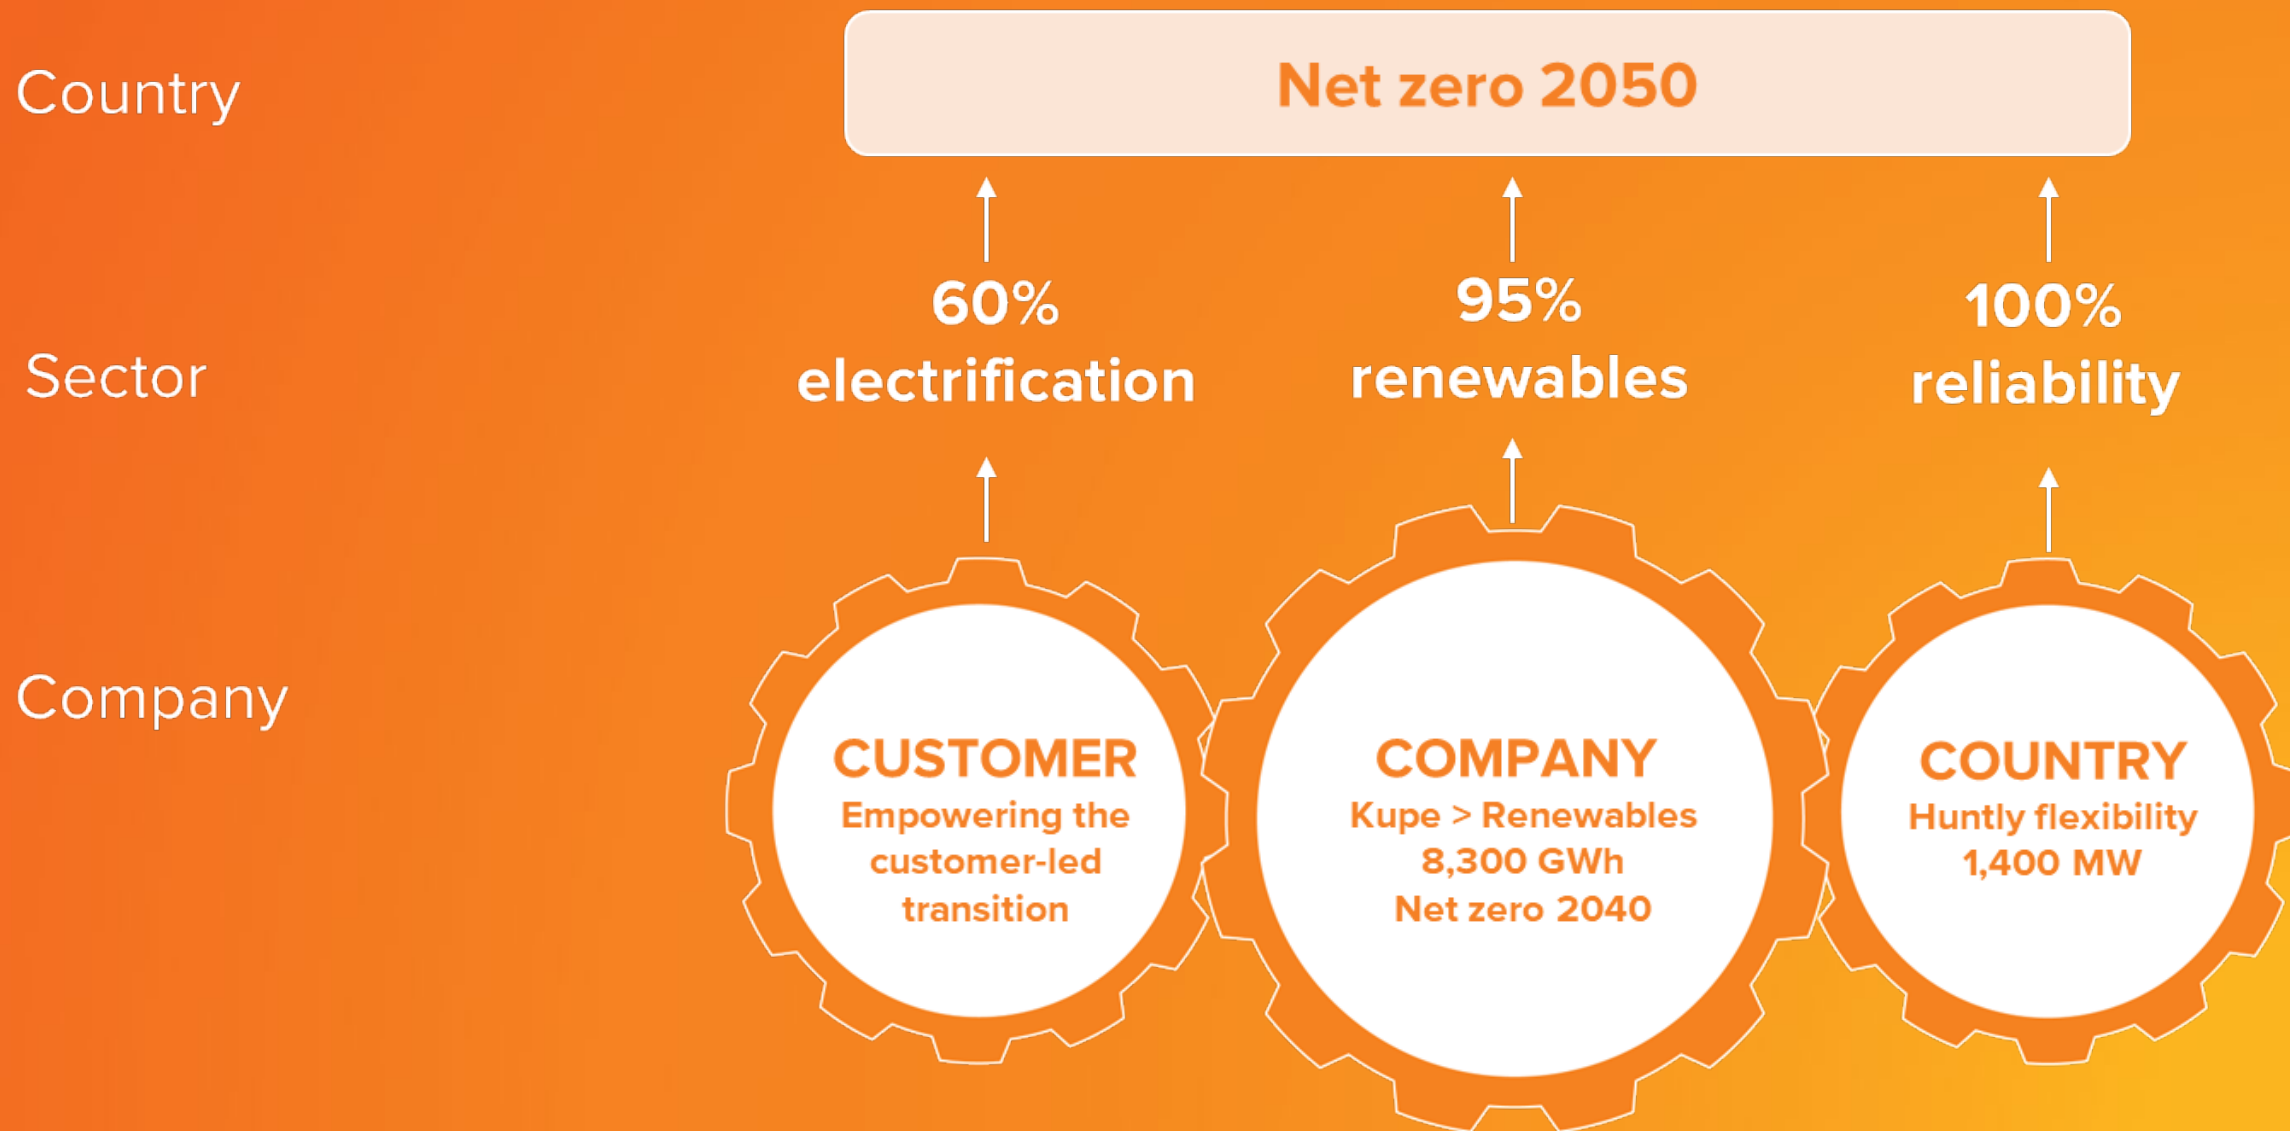 Country
Net zero 2050
Sector
60%
electrification
95%
renewables
100%
reliability
Company
CUSTOMER
Empowering the
customer-led
transition
COMPANY
Kupe > Renewables
8,300 GWh
Net zero 2040
COUNTRY
Huntly flexibility
1,400 MW